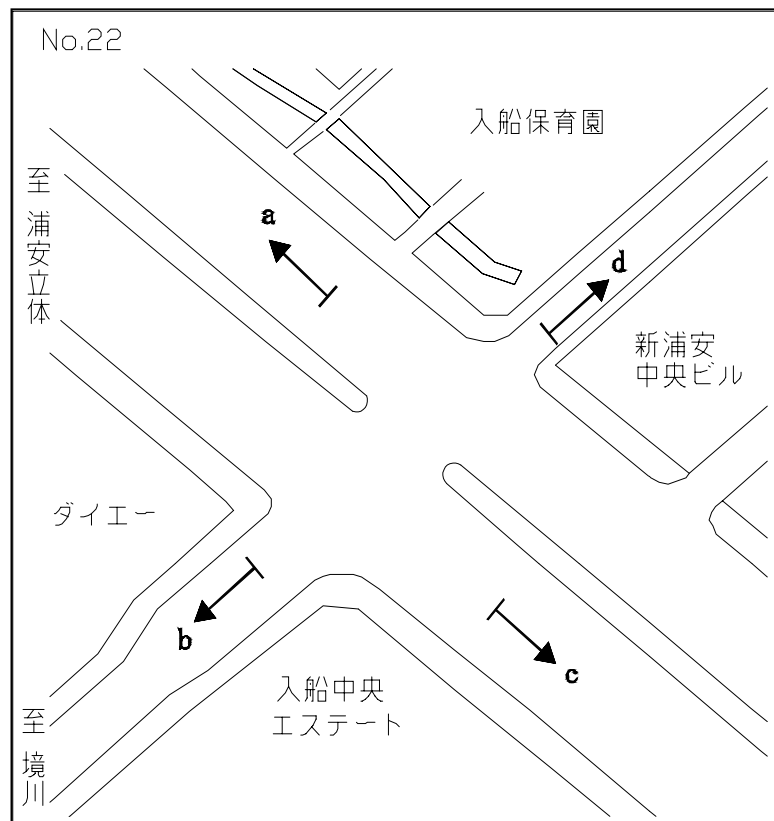 No.22
入船保育園
至 浦安立体
a
d
新浦安
中央ビル
ダイエー
b
c
入船中央
エステート
至 境川